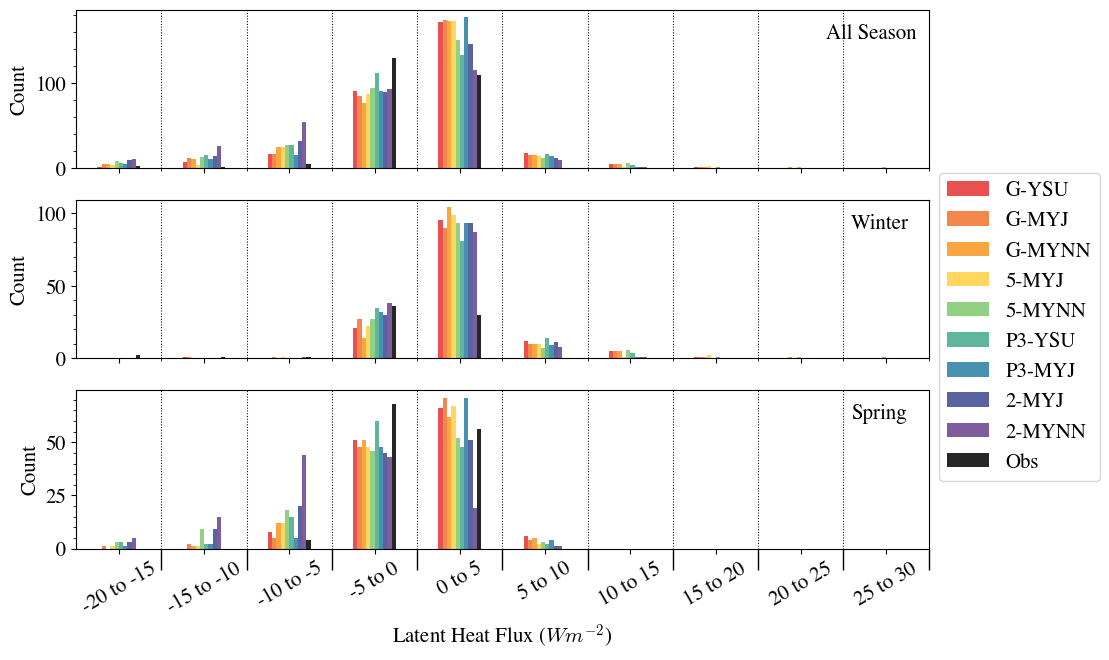 All Season
Count
100
0
Winter
Count
100
50
0
Spring
Count
50
25
0
-20 to -15
-15 to -10
-10 to -5
-5 to 0
0 to 5
5 to 10
10 to 15
15 to 20
20 to 25
25 to 30
Latent Heat Flux (Wm⁻²)
G-YSU
G-MYJ
G-MYNN
5-MYJ
5-MYNN
P3-YSU
P3-MYJ
2-MYJ
2-MYNN
Obs